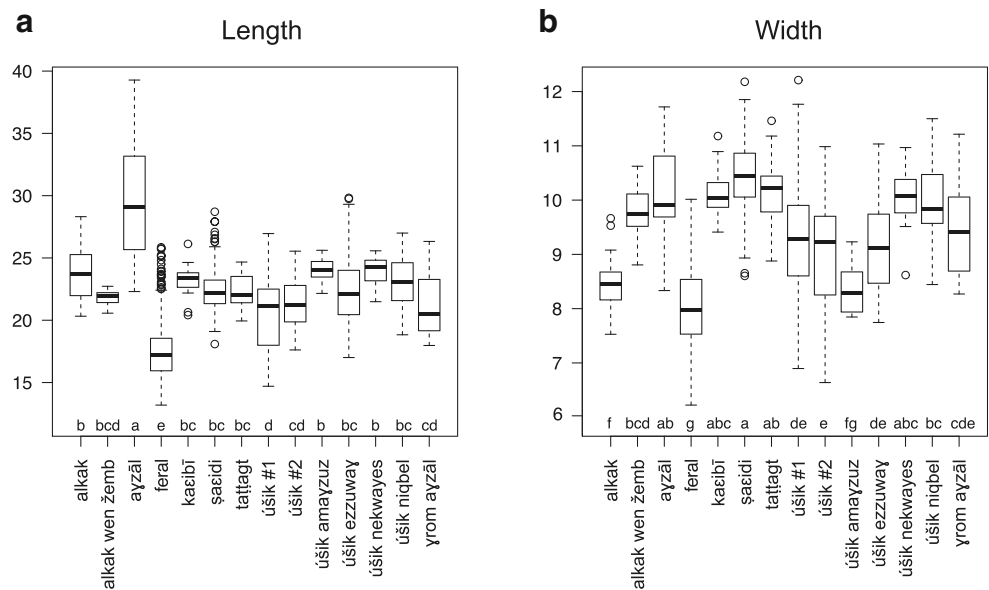 a
Length
40
35
30
25
20
15
b bcd a e bc bc bc d cd b bc b bc cd
alkak
alkak wen žemb
aɣzāl
feral
kaɛibī
ṣaɛidi
taṭṭagt
úšik #1
úšik #2
úšik amaɣzuz
úšik ezzuwaɣ
úšik nekwayes
úšik niqbel
ɣrom aɣzāl
b
Width
12
11
10
9
8
7
6
f bcd ab g abc a ab de e fg de abc bc cde
alkak
alkak wen žemb
aɣzāl
feral
kaɛibī
ṣaɛidi
taṭṭagt
úšik #1
úšik #2
úšik amaɣzuz
úšik ezzuwaɣ
úšik nekwayes
úšik niqbel
ɣrom aɣzāl